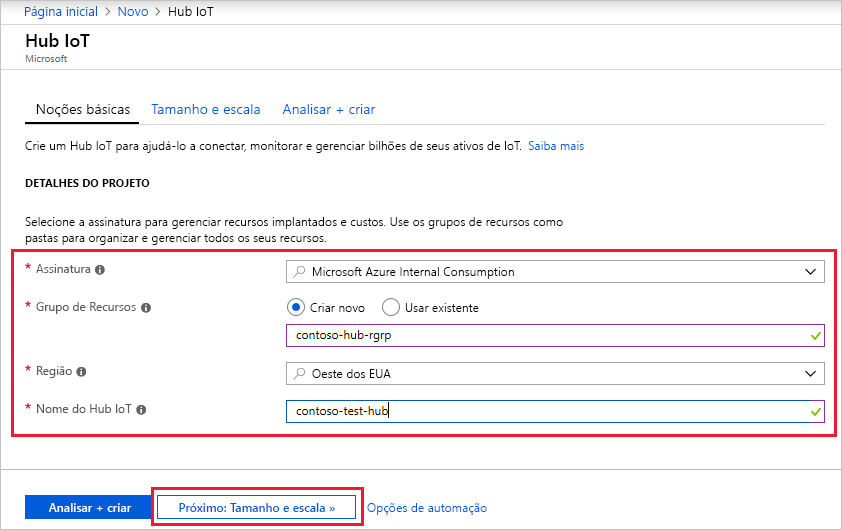 Página inicial > Novo > Hub IoT
Hub IoT
Microsoft
Noções básicas Tamanho e escala Analisar + criar
Crie um Hub IoT para ajudá-lo a conectar, monitorar e gerenciar bilhões de seus ativos de IoT. Saiba mais
DETALHES DO PROJETO
Selecione a assinatura para gerenciar recursos implantados e custos. Use os grupos de recursos como
pastas para organizar e gerenciar todos os seus recursos.
* Assinatura Microsoft Azure Internal Consumption
* Grupo de Recursos Criar novo Usar existente
contoso-hub-rgrp
* Região Oeste dos EUA
* Nome do Hub IoT contoso-test-hub
Analisar + criar Próximo: Tamanho e escala » Opções de automação